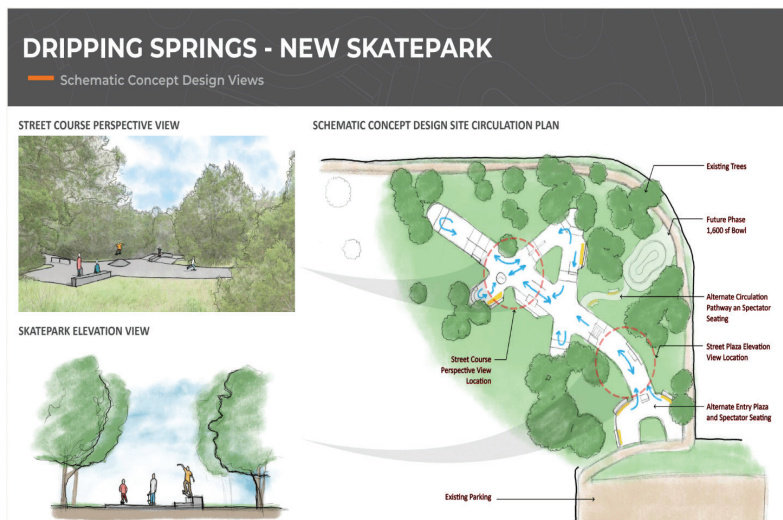 DRIPPING SPRINGS - NEW SKATEPARK
Schematic Concept Design Views
STREET COURSE PERSPECTIVE VIEW
SCHEMATIC CONCEPT DESIGN SITE CIRCULATION PLAN
Existing Trees
Future Phase
1,600 sf Bowl
Alternate Circulation
Pathway an Spectator
Seating
Street Plaza Elevation
View Location
Street Course
Perspective View
Location
Alternate Entry Plaza
and Spectator Seating
Existing Parking
SKATEPARK ELEVATION VIEW